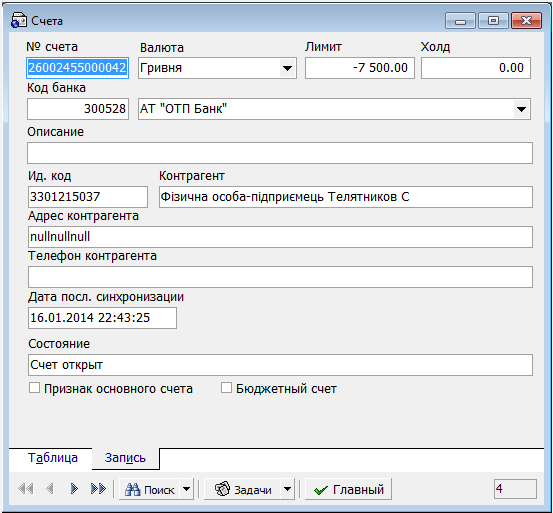 Счета
№ счета Валюта Лимит Холд
26002455000042 Гривня -7 500.00 0.00
Код банка
300528 АТ "ОТП Банк"
Описание
Ид. код Контрагент
3301215037 Фізична особа-підприємець Телятников С
Адрес контрагента
nullnullnull
Телефон контрагента
Дата посл. синхронизации
16.01.2014 22:43:25
Состояние
Счет открыт
Признак основного счета Бюджетный счет
Таблица Запись
Поиск Задачи Главный 4